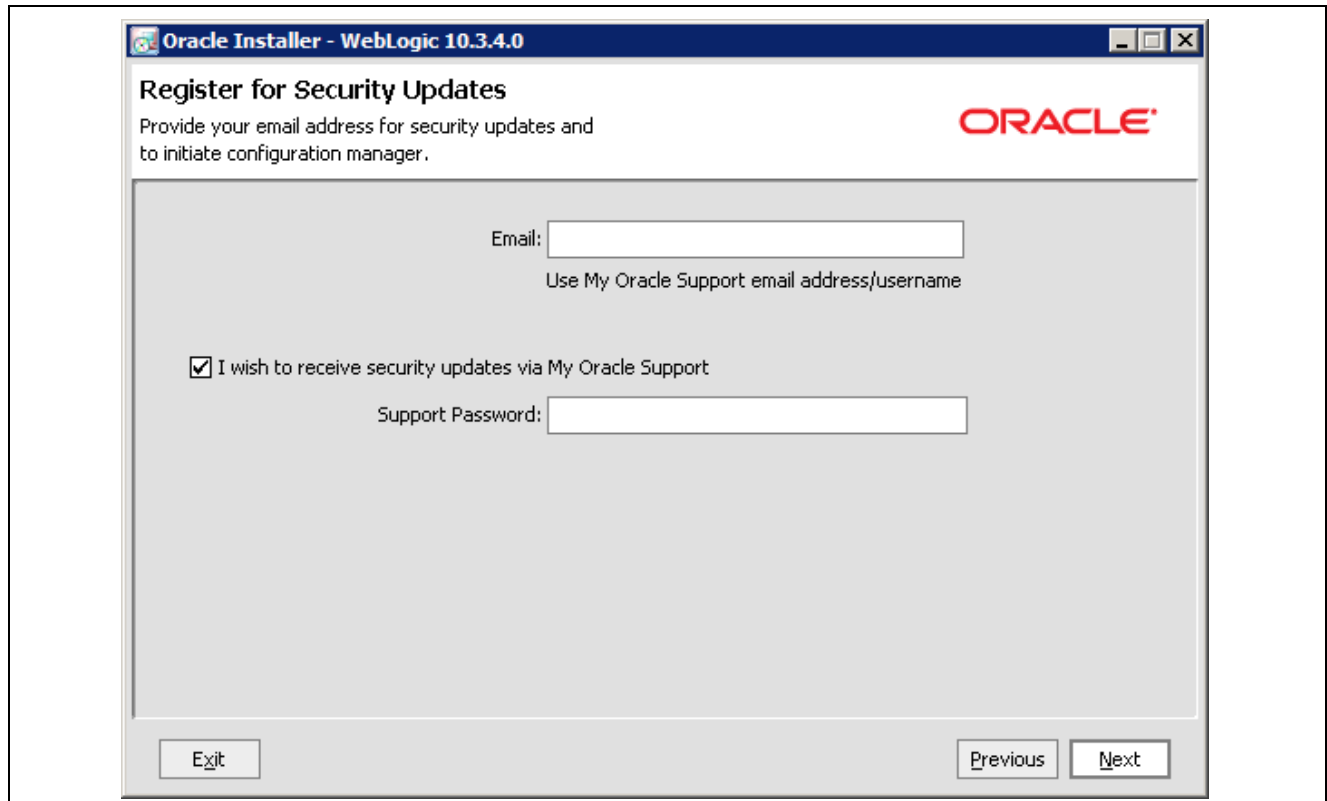 Oracle Installer - WebLogic 10.3.4.0
Register for Security Updates
Provide your email address for security updates and
to initiate configuration manager.
ORACLE
Email:
Use My Oracle Support email address/username
I wish to receive security updates via My Oracle Support
Support Password:
Exit
Previous
Next